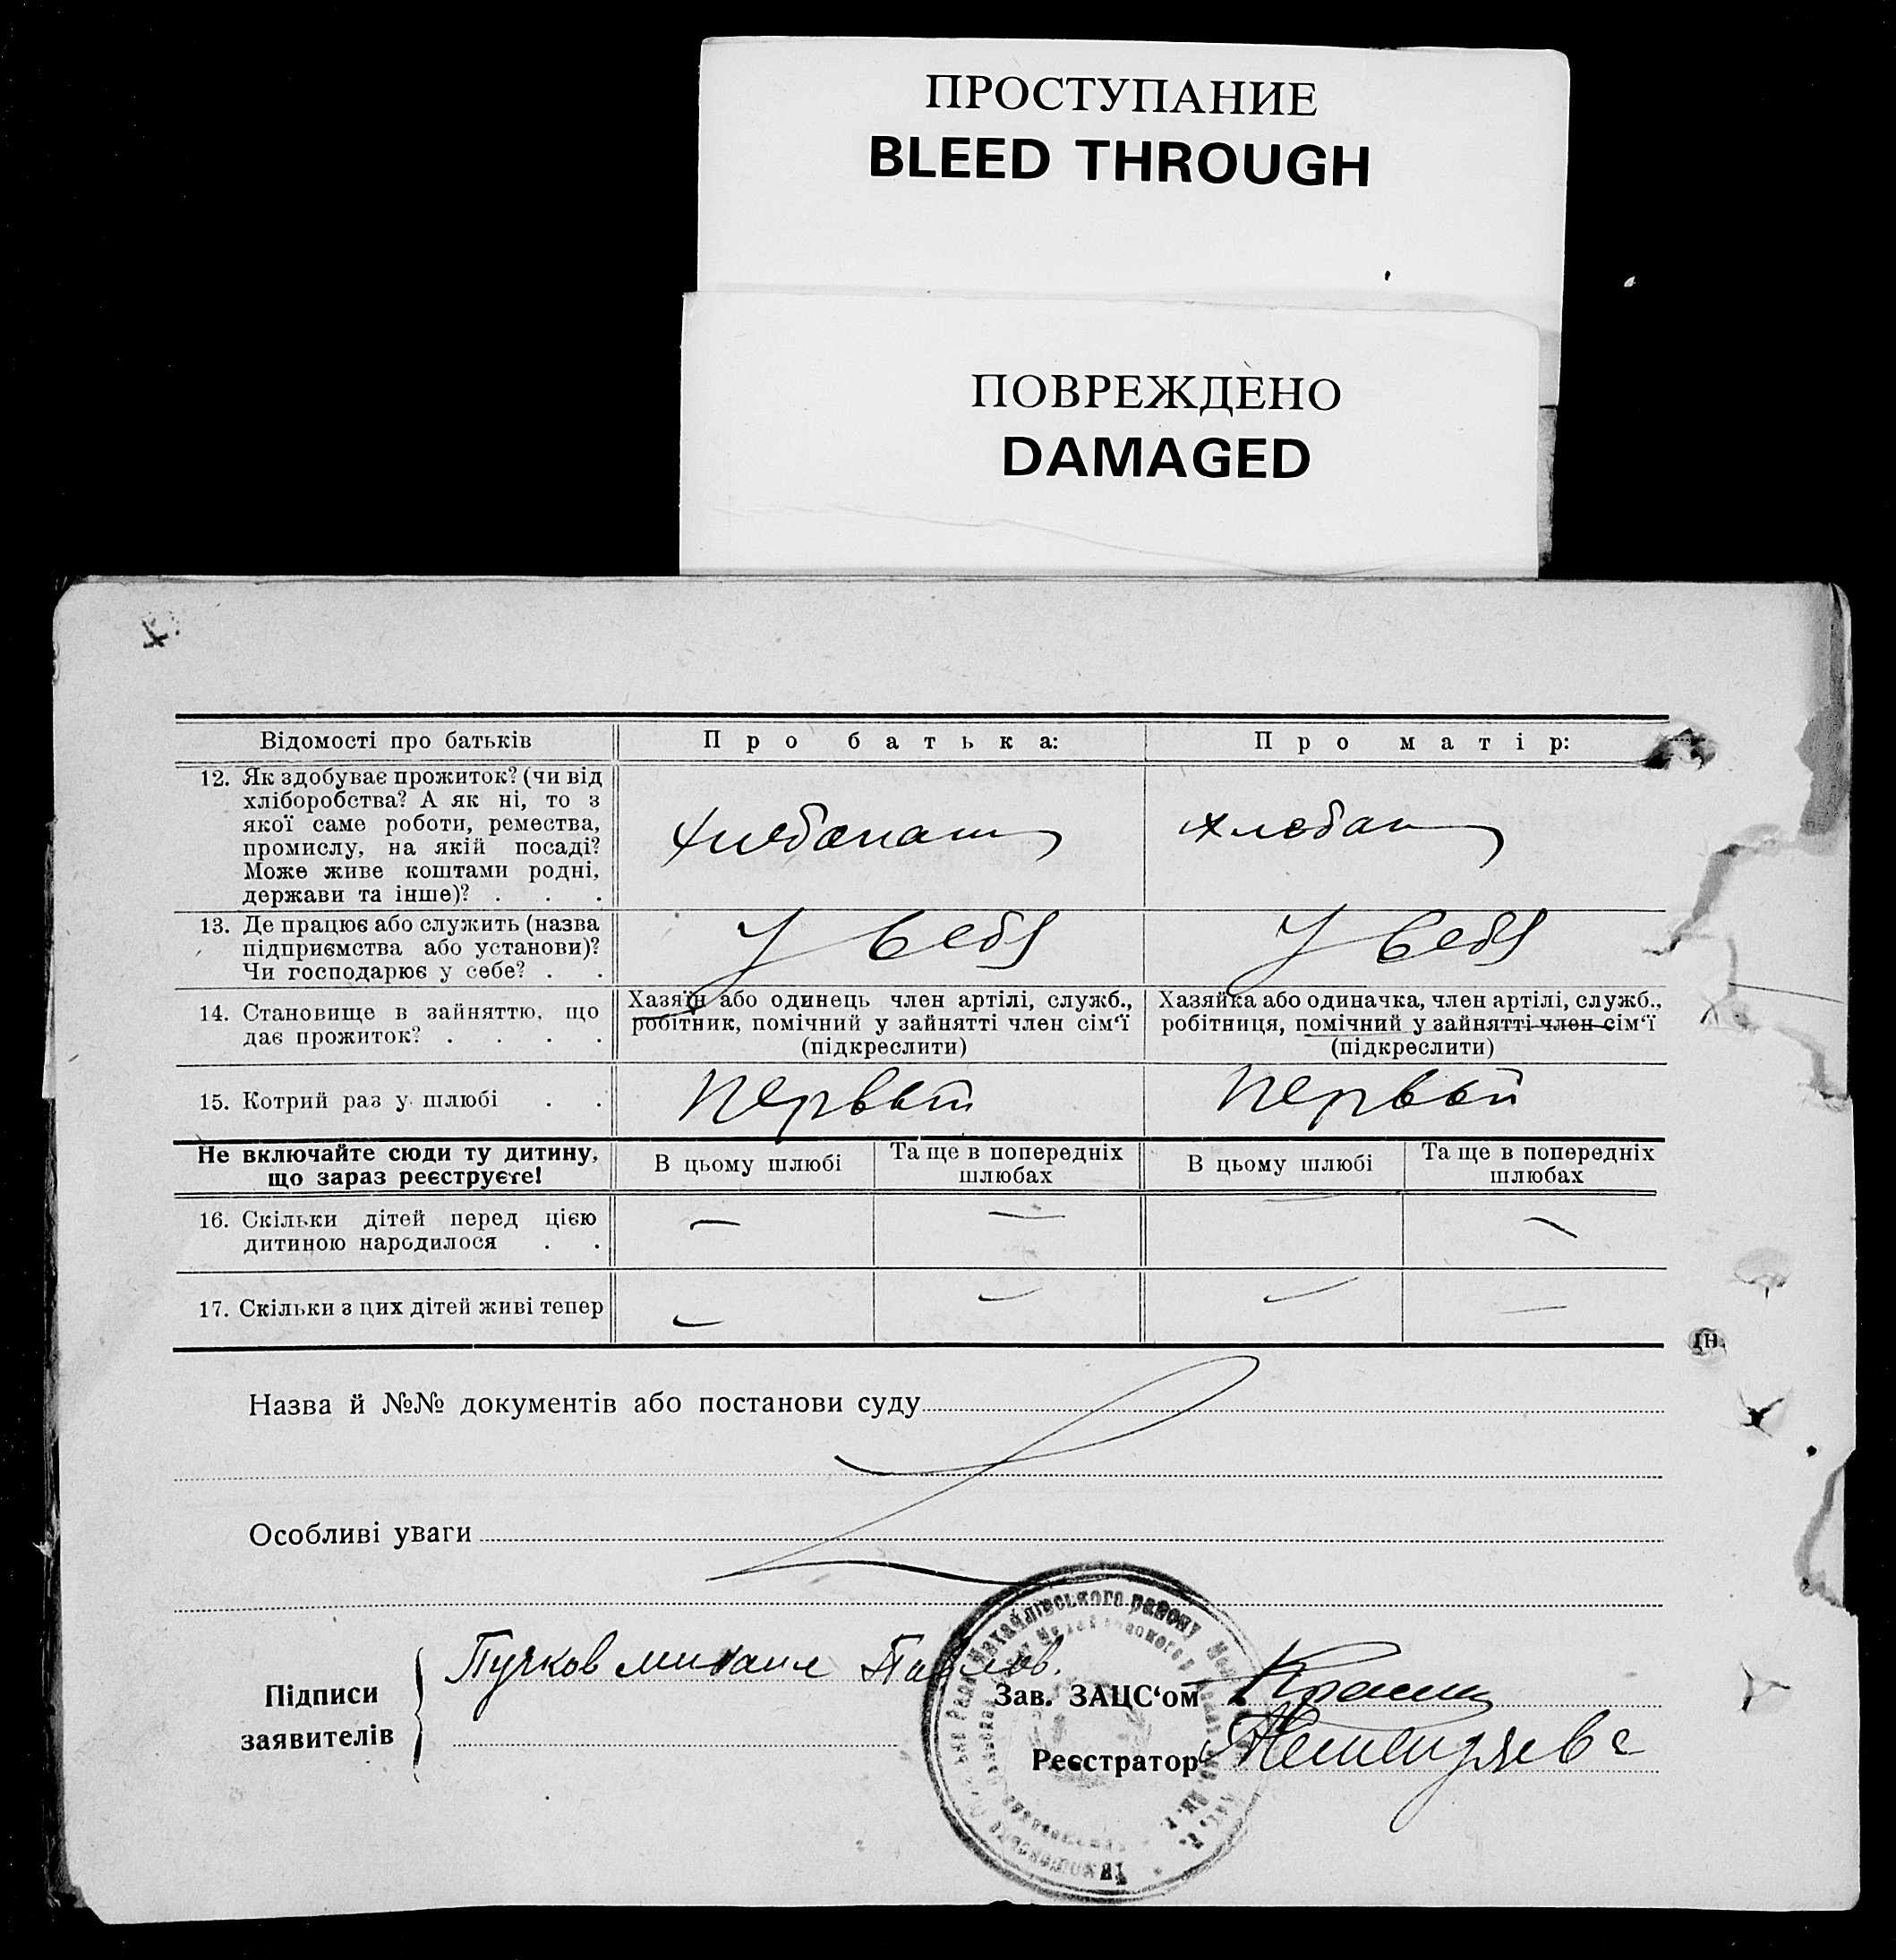 ПРОСТУПАНИЕ
BLEED THROUGH
ПОВРЕЖДЕНО
DAMAGED
Відомості про батьків
Про батька:
Про матір:
12. Як здобуває прожиток? (чи від
хліборобства? А як ні, то з
якої саме роботи, ремества,
промислу, на якій посаді?
Може живе коштами родні,
держави та інше)? . . .
Хлебопаш
Хлебоп
13. Де працює або служить (назва
підприємства або установи)?
Чи господарює у себе? . .
У себя
У себя
14. Становище в зайняттю, що
дає прожиток? . . . .
Хазяїн або одинець член артілі, служб.,
робітник, помічний у зайнятті член сім‘ї
(підкреслити)
Хазяйка або одиначка, член артілі, служб.,
робітниця, помічний у зайнятті член сім‘ї
(підкреслити)
15. Котрий раз у шлюбі . .
Первый
Первый
Не включайте сюди ту дитину,
що зараз реєструєте!
В цьому шлюбі
Та ще в попередніх
шлюбах
В цьому шлюбі
Та ще в попередніх
шлюбах
16. Скільки дітей перед цією
дитиною народилося . .
— — — —
17. Скільки з цих дітей живі тепер
— — — —
ін.
Назва й №№ документів або постанови суду
Особливі уваги
Підписи
заявителів
Пучков михаил Павлов.
Зав. ЗАЦС‘ом
Реєстратор
Михайлівського району